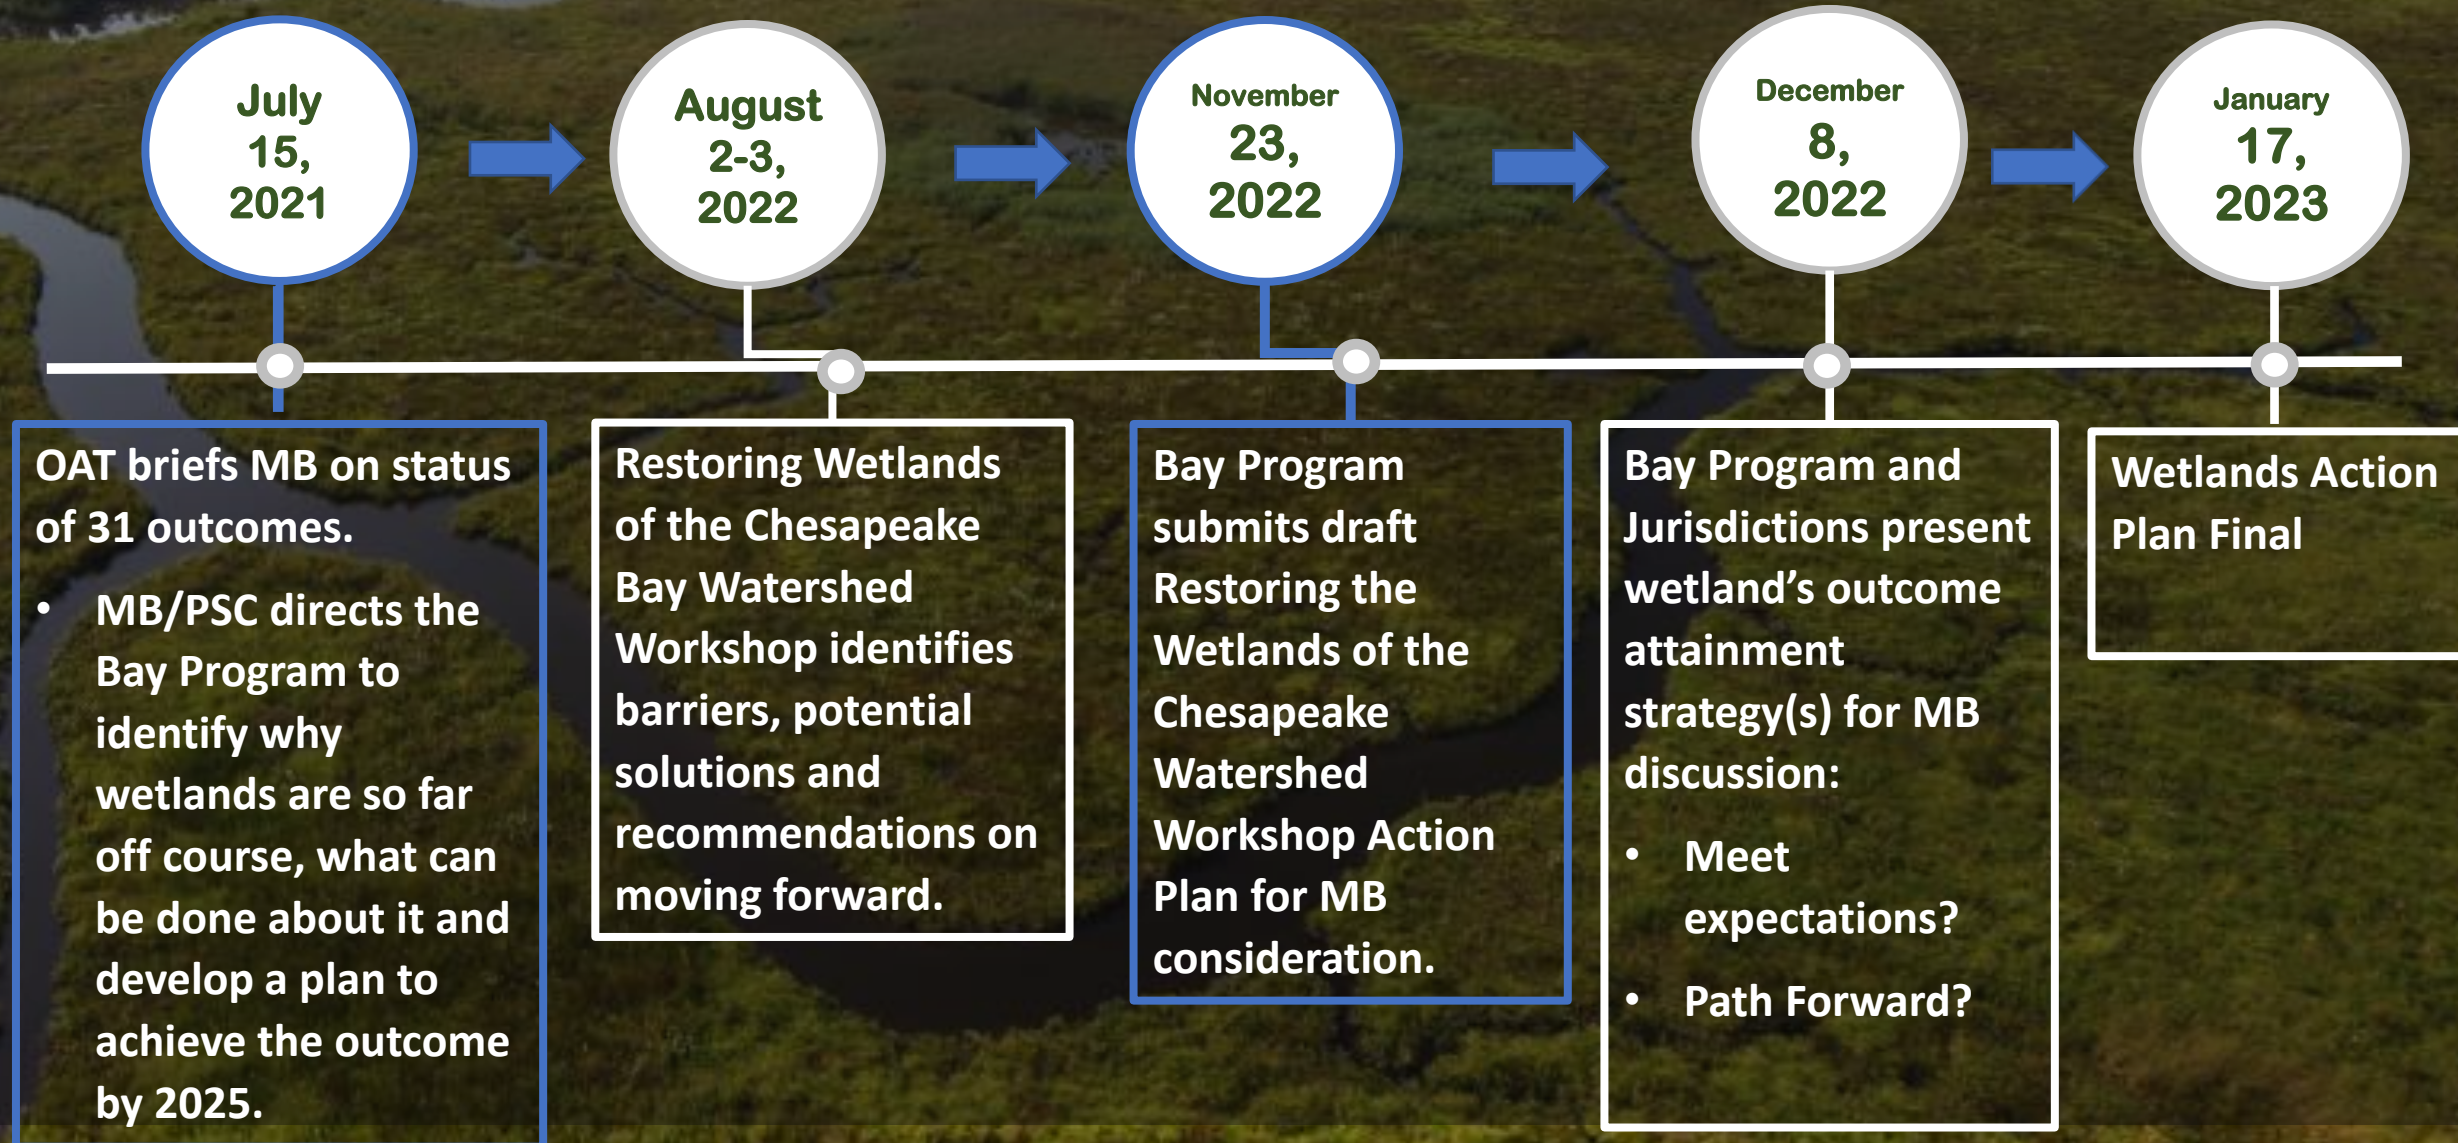 July
15,
2021
August
2-3,
2022
November
23,
2022
December
8,
2022
January
17,
2023
OAT briefs MB on status
of 31 outcomes.
• MB/PSC directs the
Bay Program to
identify why
wetlands are so far
off course, what can
be done about it and
develop a plan to
achieve the outcome
by 2025.
Restoring Wetlands
of the Chesapeake
Bay Watershed
Workshop identifies
barriers, potential
solutions and
recommendations on
moving forward.
Bay Program
submits draft
Restoring the
Wetlands of the
Chesapeake
Watershed
Workshop Action
Plan for MB
consideration.
Bay Program and
Jurisdictions present
wetland’s outcome
attainment
strategy(s) for MB
discussion:
• Meet
expectations?
• Path Forward?
Wetlands Action
Plan Final